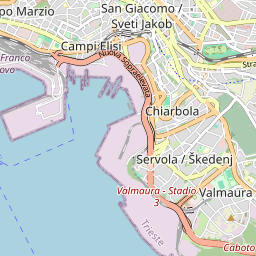 po Marzio
San Giacomo /
Sveti Jakob
Campi Elisi
Nuova Sopraelevata
Franco
ovo
Stra
Chiarbola
Servola / Škedenj
Valmaura - Stadio
3
Valmaura
Trieste
Caboto